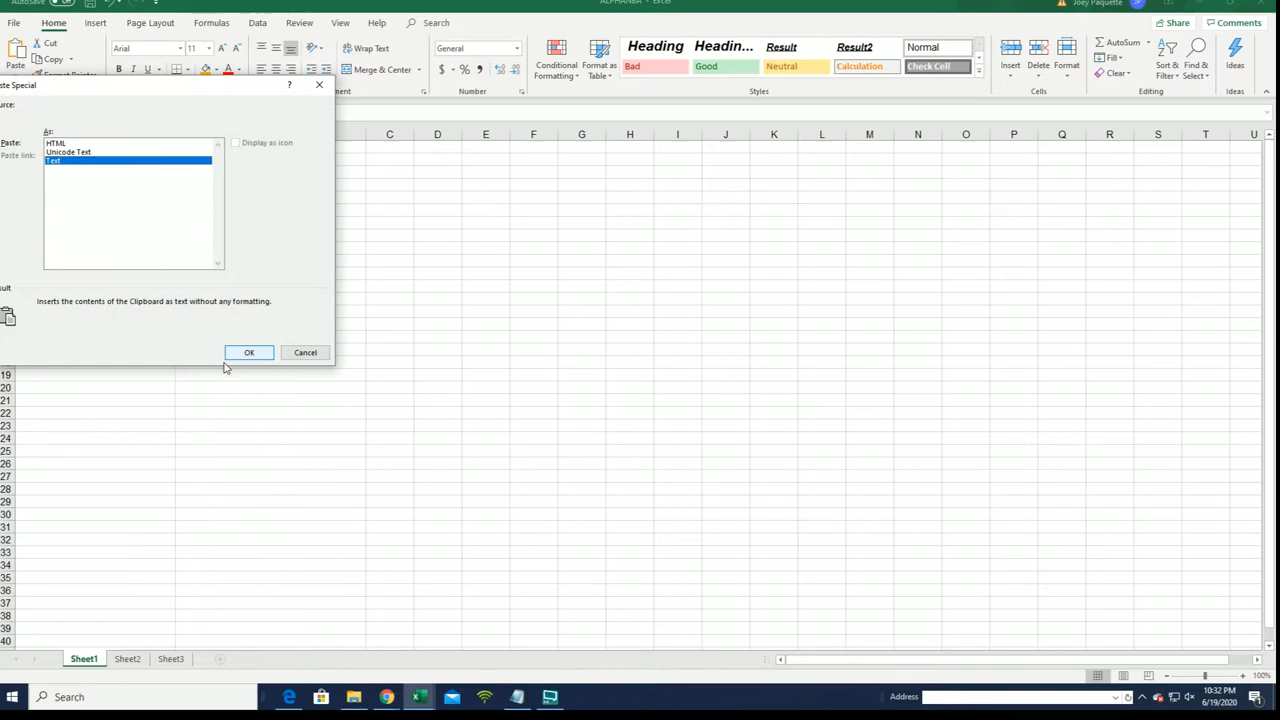 AutoSave
ALPHANSA - Excel
Joey Paquette
File Home Insert Page Layout Formulas Data Review View Help Search
Share Comments
Cut
Copy
Format Painter
Paste
Arial 11
B I U
Wrap Text
Merge & Center
General
$ % ,
Conditional Formatting
Format as Table
Heading Headin... Result Result2 Normal
Bad Good Neutral Calculation Check Cell
Insert Delete Format
AutoSum
Fill
Clear
Sort & Filter
Find & Select
Ideas
Number Styles Cells Editing Ideas
ste Special
?
urce:
As:
Paste:
Paste link:
HTML
Unicode Text
Text
Display as icon
sult
Inserts the contents of the Clipboard as text without any formatting.
OK Cancel
C D E F G H I J K L M N O P Q R S T U
19
20
21
22
23
24
25
26
27
28
29
30
31
32
33
34
35
36
37
38
39
40
Sheet1 Sheet2 Sheet3
100%
Search
Address
10:32 PM
6/19/2020
1